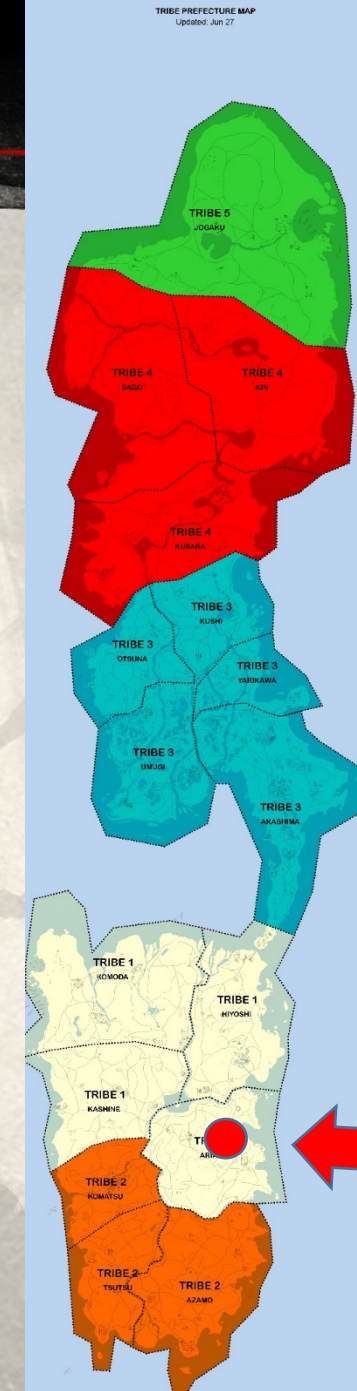 TRIBE PREFECTURE MAP
Updated: Jun 27
TRIBE 5
JOGAKU
TRIBE 4
SAGO
TRIBE 4
KIN
TRIBE 4
KUBARA
TRIBE 3
KUSHI
TRIBE 3
OTSUNA
TRIBE 3
YARIKAWA
TRIBE 3
UMUGI
TRIBE 3
AKASHIMA
TRIBE 1
KOMODA
TRIBE 1
HIYOSHI
TRIBE 1
KASHINE
TRIBE 2
KOMATSU
TRIBE 2
TSUTSU
TRIBE 2
AZAMO